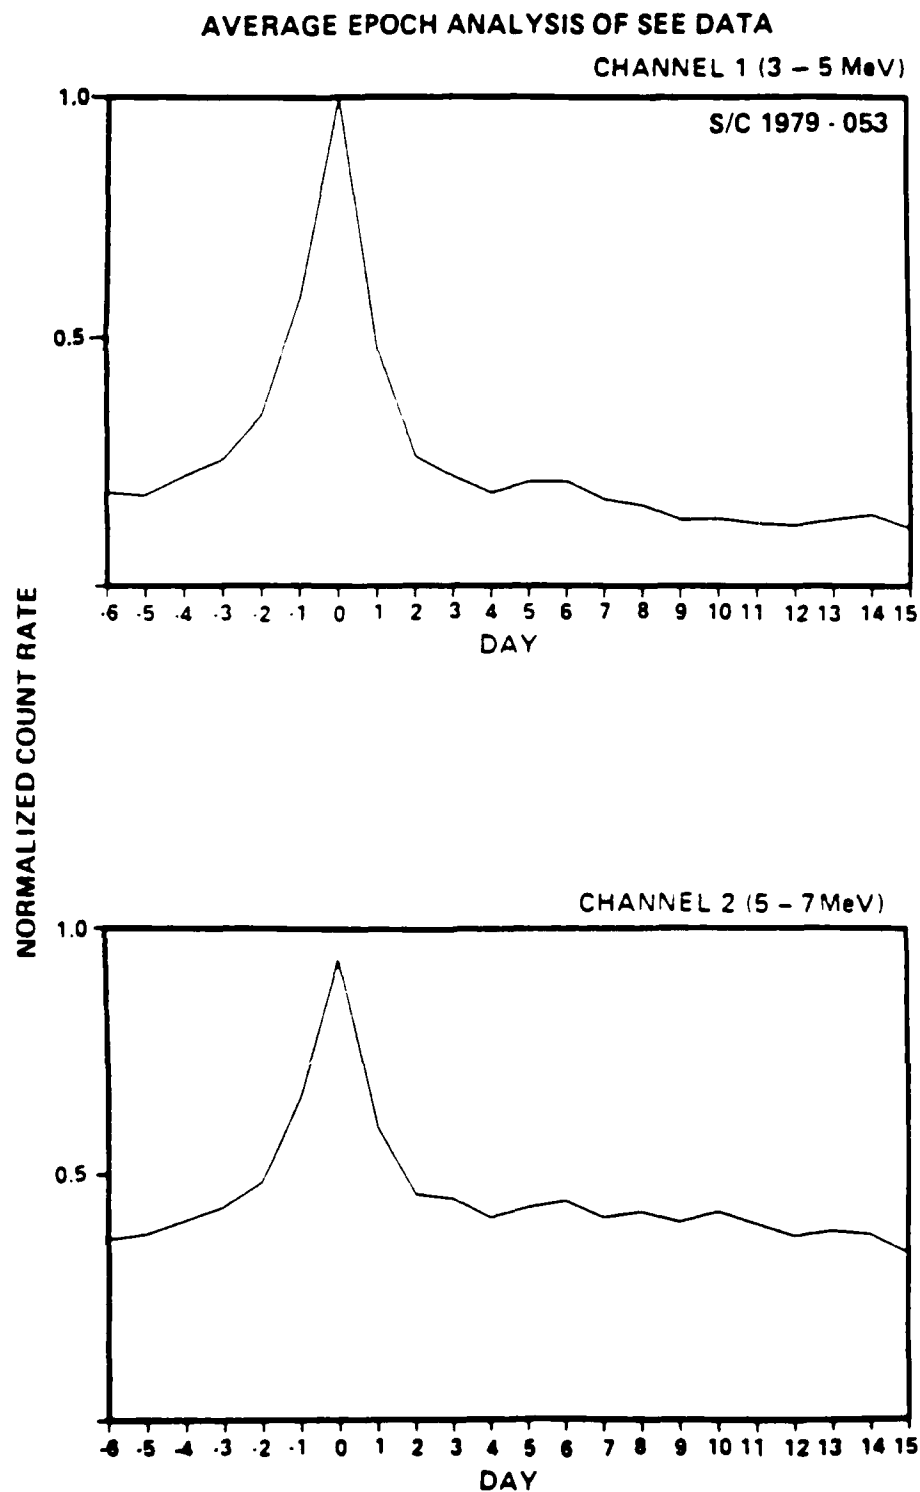 AVERAGE EPOCH ANALYSIS OF SEE DATA
CHANNEL 1 (3 – 5 MeV)
S/C 1979 - 053
1.0
0.5
-6 -5 -4 -3 -2 -1 0 1 2 3 4 5 6 7 8 9 10 11 12 13 14 15
DAY
NORMALIZED COUNT RATE
CHANNEL 2 (5 – 7 MeV)
1.0
0.5
-6 -5 -4 -3 -2 -1 0 1 2 3 4 5 6 7 8 9 10 11 12 13 14 15
DAY